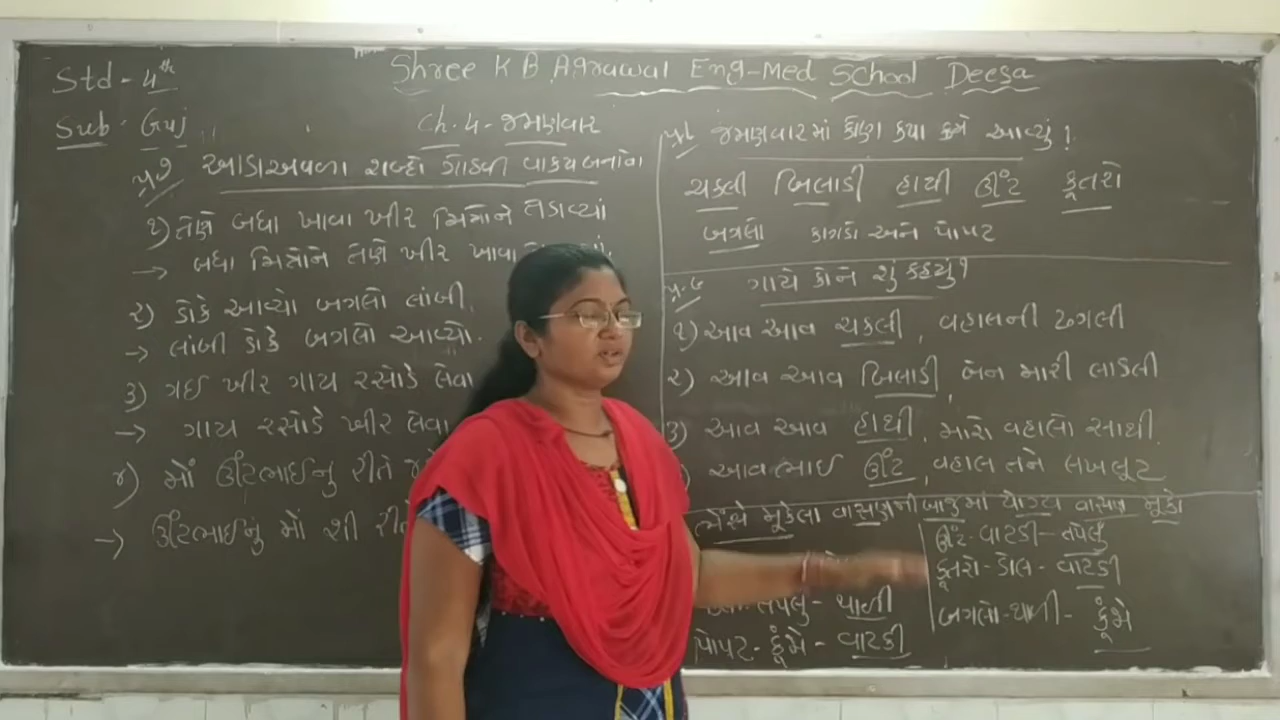 Shree K B Agrawal Eng-Med School Deesa
Std - 4th
Sub - Guj
Ch. 4 - જમણવાર
પ્ર.૭ આડાઅવળા શબ્દો ગોઠવી વાકય બનાવો
૧) તેણે બધા ખાવા ખીર મિત્રોને તેડાવ્યાં
→ બધા મિત્રોને તેણે ખીર ખાવા
૨) ડોકે આવ્યો બગલો લાંબી.
→ લાંબી ડોકે બગલો આવ્યો.
૩) ગઈ ખીર ગાય રસોડે લેવા
→ ગાય રસોડે ખીર લેવા
૪) મોં ઊંટભાઈનુ રીતે
→ ઊંટભાઈનુ મોં શી
જમણવારમાં કોણ કયા ક્રમે આવ્યું?
ચકલી બિલાડી હાથી ઊંટ કૂતરો
બગલો કાગડો અને પોપટ
ગાયે કોને શું કહયું?
૧) આવ આવ ચકલી, વહાલની ઢગલી
૨) આવ આવ બિલાડી, બેન મારી લાડલી
૩) આવ આવ હાથી, મારો વહાલો સાથી.
આવ ભાઈ ઊંટ, વહાલ તને લખલૂટ
ભેંસે મૂકેલા વાસણની બાજુમાં યોગ્ય વાસણ મૂકો
તપેલુ - થાળી
પોપટ - કૂંમે - વાટકી
ઊંટ - વાટકી - તપેલું
કૂતરો - ડોલ - વાટકી
બગલો - થાળી - કૂંમે